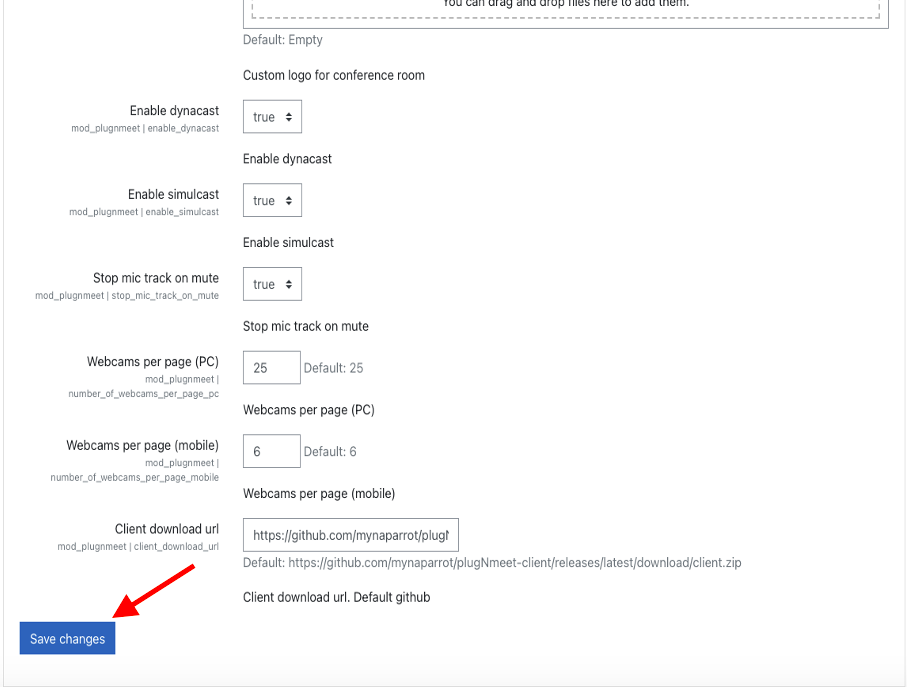 You can drag and drop files here to add them.
Default: Empty
Custom logo for conference room
Enable dynacast
true
mod_plugnmeet | enable_dynacast
Enable dynacast
Enable simulcast
true
mod_plugnmeet | enable_simulcast
Enable simulcast
Stop mic track on mute
true
mod_plugnmeet | stop_mic_track_on_mute
Stop mic track on mute
Webcams per page (PC)
25 Default: 25
mod_plugnmeet |
number_of_webcams_per_page_pc
Webcams per page (PC)
Webcams per page (mobile)
6 Default: 6
mod_plugnmeet |
number_of_webcams_per_page_mobile
Webcams per page (mobile)
Client download url
https://github.com/mynaparrot/plugN
mod_plugnmeet | client_download_url
Default: https://github.com/mynaparrot/plugNmeet-client/releases/latest/download/client.zip
Client download url. Default github
Save changes